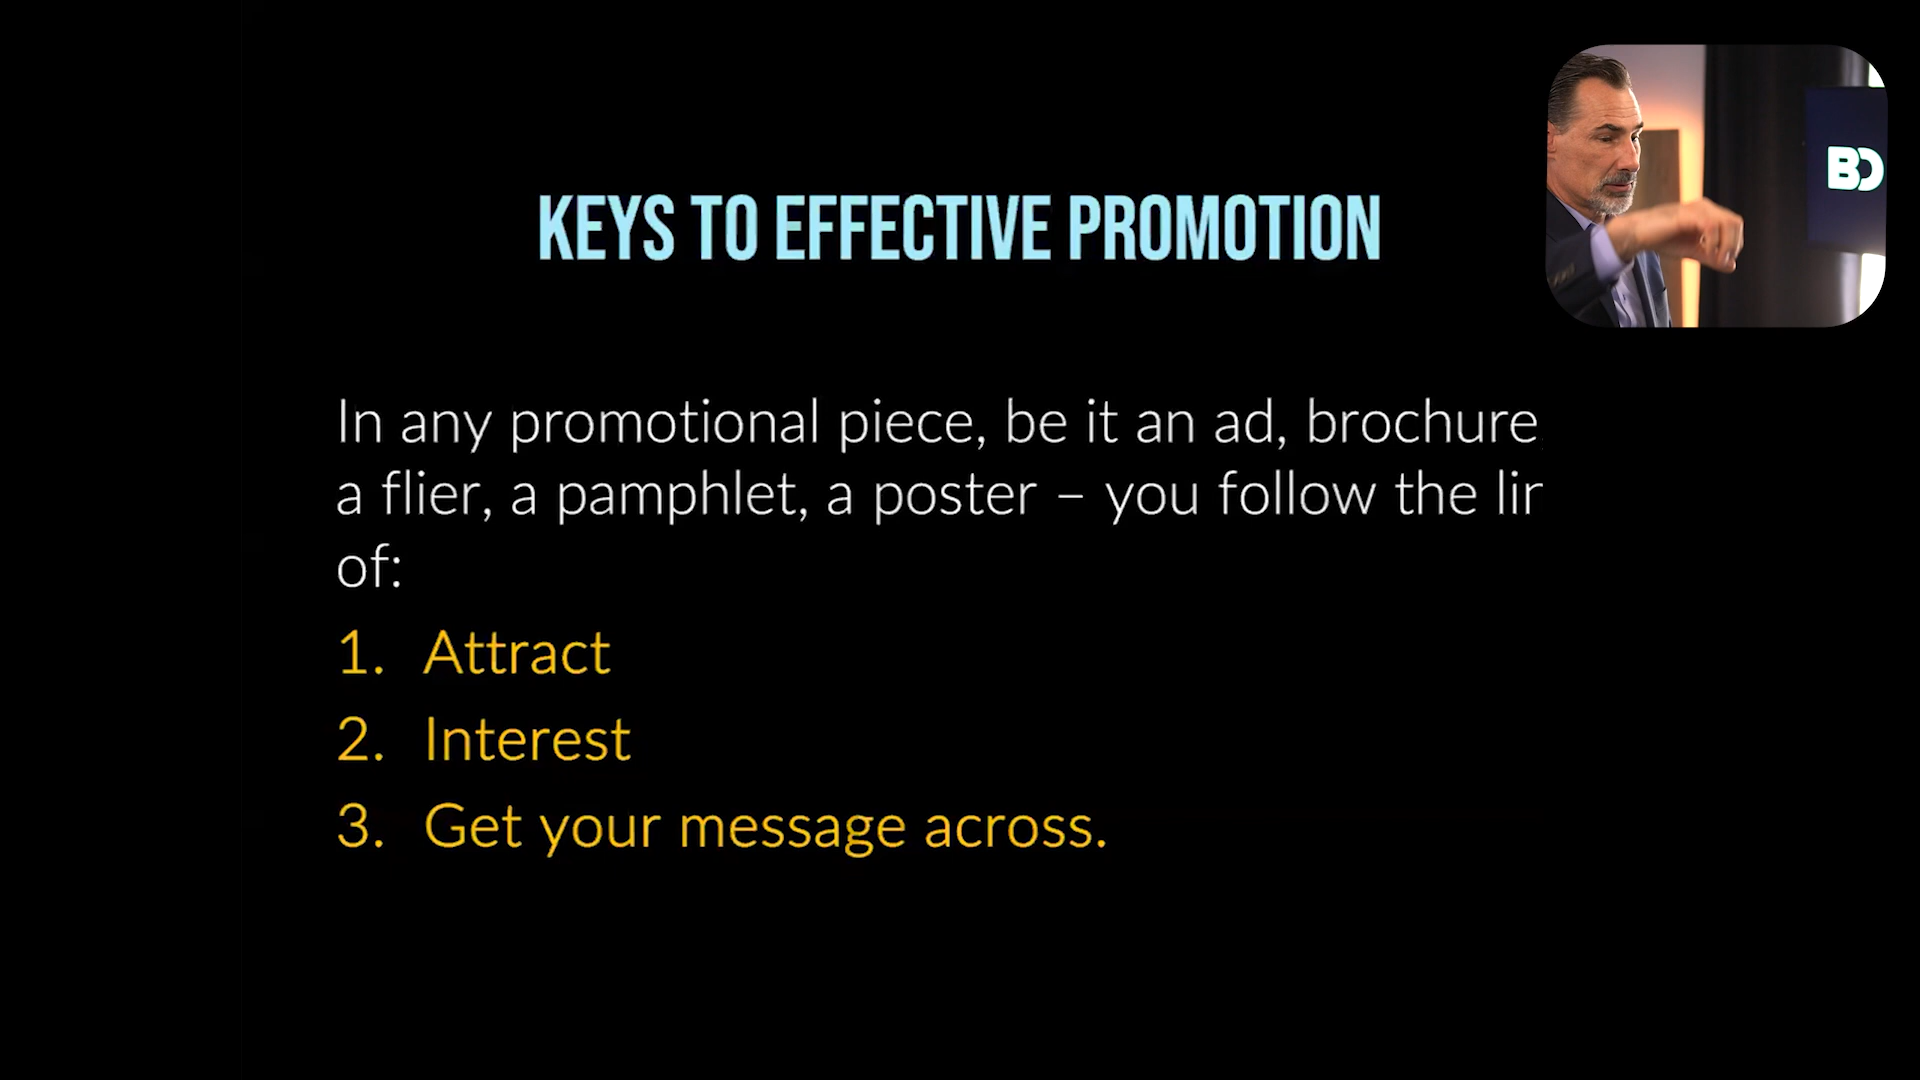 KEYS TO EFFECTIVE PROMOTION
BD
In any promotional piece, be it an ad, brochure
a flier, a pamphlet, a poster – you follow the
of:
1. Attract
2. Interest
3. Get your message across.